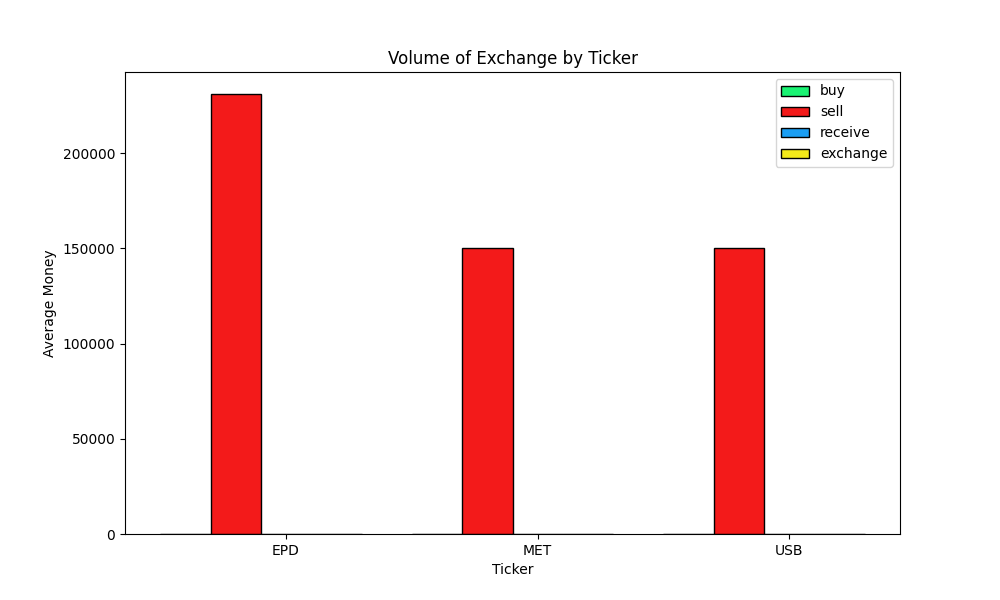 Volume of Exchange by Ticker
buy
sell
receive
exchange
200000
150000
100000
50000
0
Average Money
EPD
MET
USB
Ticker